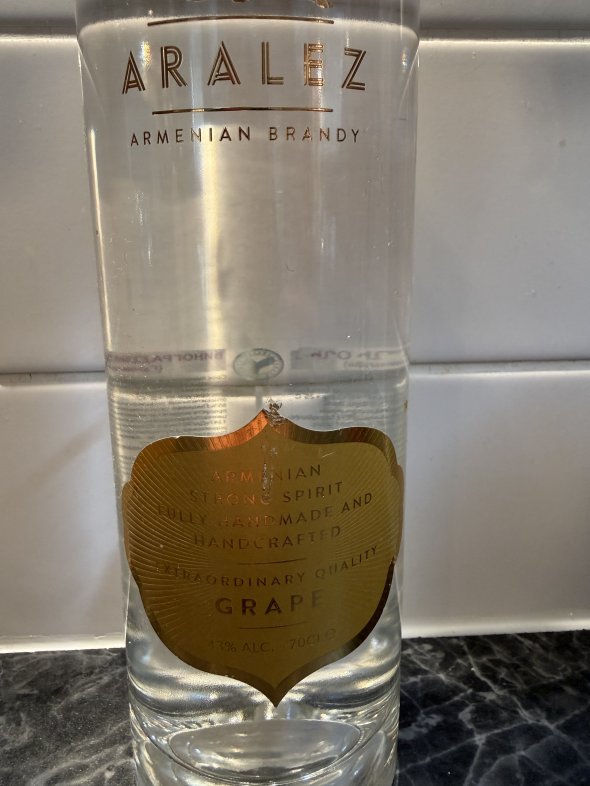 ARALEZ
ARMENIAN BRANDY
ARMENIAN
STRONG SPIRIT
FULLY HANDMADE AND
HANDCRAFTED
EXTRAORDINARY QUALITY
GRAPE
43% ALC. 70CL℮